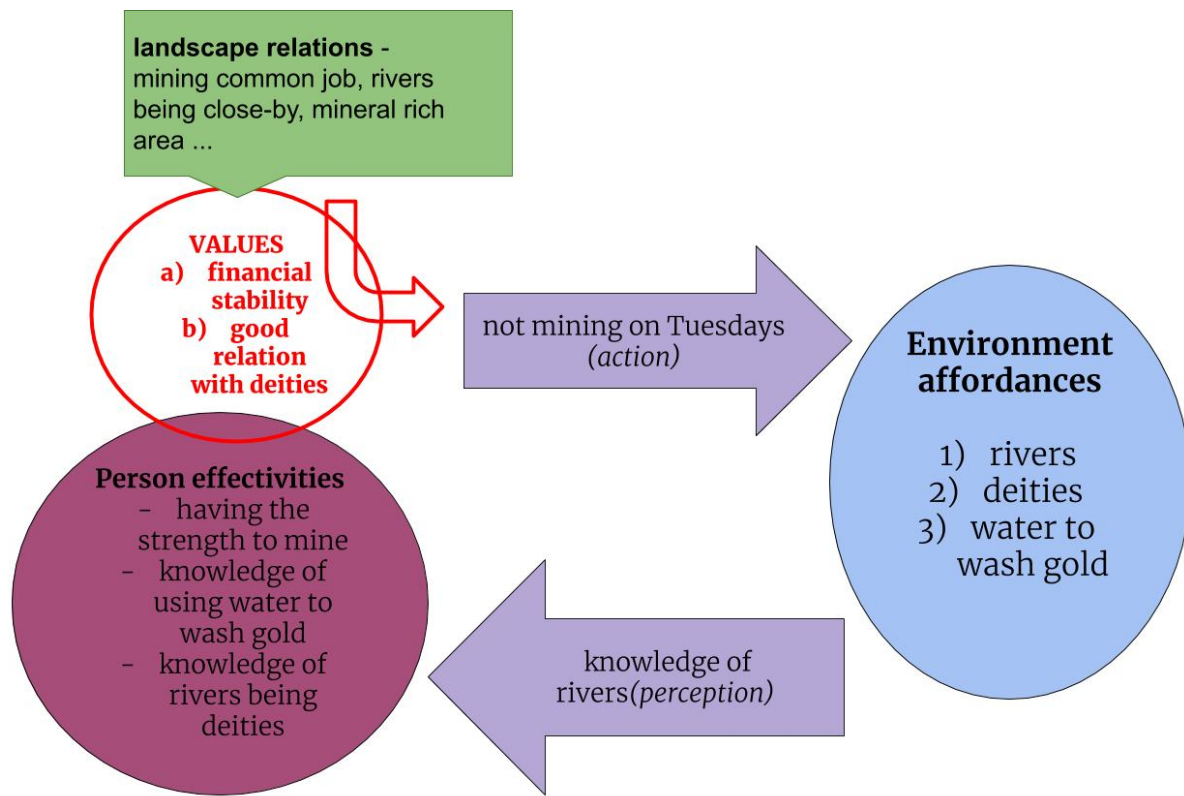 landscape relations -
mining common job, rivers
being close-by, mineral rich
area ...
VALUES
a) financial
stability
b) good
relation
with deities
not mining on Tuesdays
(action)
Environment
affordances
1) rivers
2) deities
3) water to
wash gold
Person effectivities
- having the
strength to mine
- knowledge of
using water to
wash gold
- knowledge of
rivers being
deities
knowledge of
rivers(perception)